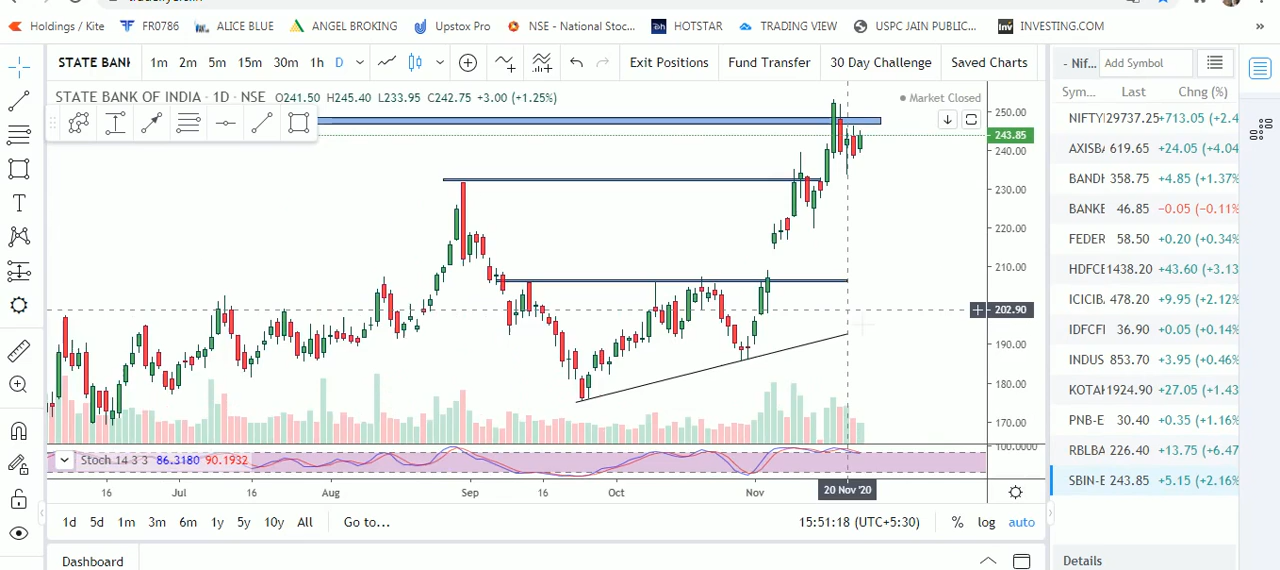 Holdings / Kite FR0786 ALICE BLUE ANGEL BROKING Upstox Pro NSE - National Stoc... HOTSTAR TRADING VIEW USPC JAIN PUBLIC... INVESTING.COM »
STATE BANK 1m 2m 5m 15m 30m 1h D Exit Positions Fund Transfer 30 Day Challenge Saved Charts - Nif... Add Symbol
STATE BANK OF INDIA · 1D · NSE O241.50 H245.40 L233.95 C242.75 +3.00 (+1.25%) Market Closed
Sym... Last Chng (%)
250.00
243.85
240.00
230.00
220.00
210.00
202.90
190.00
180.00
170.00
100.0000
NIFTY 29737.25 +713.05 (+2.4
AXISBA 619.65 +24.05 (+4.04
BANDH 358.75 +4.85 (+1.37%)
BANKE 46.85 −0.05 (−0.11%)
FEDER 58.50 +0.20 (+0.34%
HDFCE 1438.20 +43.60 (+3.13
ICICIB 478.20 +9.95 (+2.12%)
IDFCFI 36.90 +0.05 (+0.14%)
INDUS 853.70 +3.95 (+0.46%)
KOTAK 1924.90 +27.05 (+1.43
PNB-E 30.40 +0.35 (+1.16%)
RBLBA 226.40 +13.75 (+6.47
SBIN-E 243.85 +5.15 (+2.16%)
Stoch 14 3 3 86.3180 90.1932
16 Jul 16 Aug Sep 16 Oct Nov 20 Nov '20
1d 5d 1m 3m 6m 1y 5y 10y All Go to... 15:51:18 (UTC+5:30) % log auto
Dashboard Details